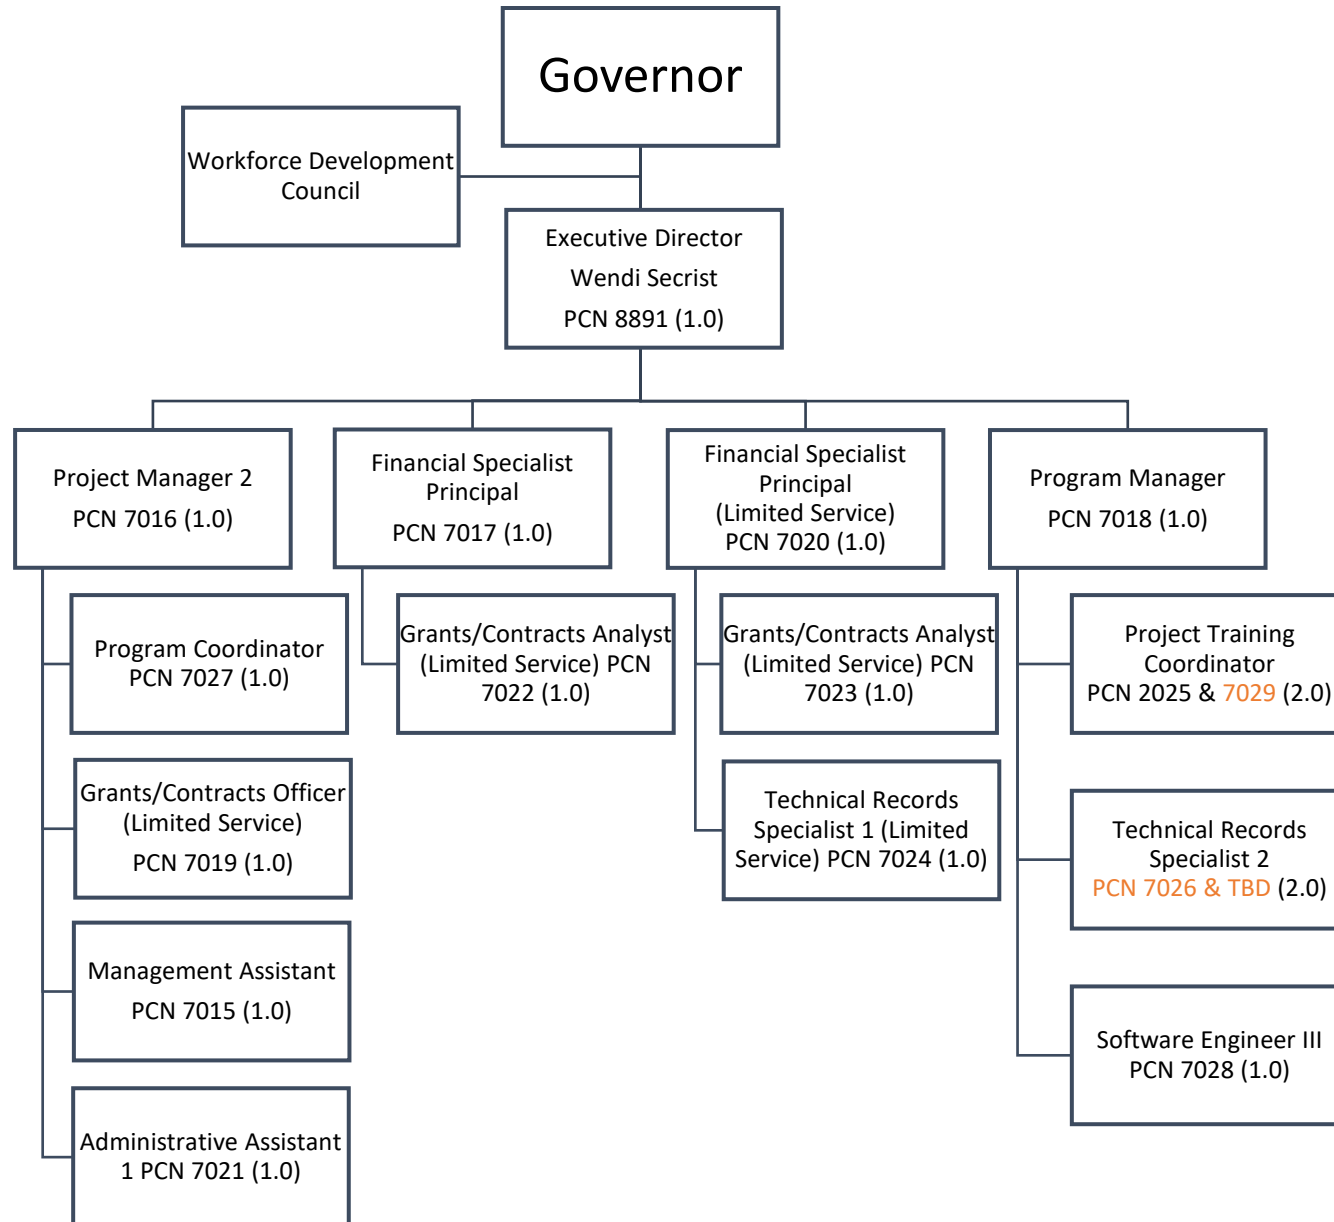 Governor
Workforce Development
Council
Executive Director
Wendi Secrist
PCN 8891 (1.0)
Project Manager 2
PCN 7016 (1.0)
Financial Specialist
Principal
PCN 7017 (1.0)
Financial Specialist
Principal
(Limited Service)
PCN 7020 (1.0)
Program Manager
PCN 7018 (1.0)
Program Coordinator
PCN 7027 (1.0)
Grants/Contracts Officer
(Limited Service)
PCN 7019 (1.0)
Management Assistant
PCN 7015 (1.0)
Administrative Assistant
1 PCN 7021 (1.0)
Grants/Contracts Analyst
(Limited Service) PCN
7022 (1.0)
Grants/Contracts Analyst
(Limited Service) PCN
7023 (1.0)
Technical Records
Specialist 1 (Limited
Service) PCN 7024 (1.0)
Project Training
Coordinator
PCN 2025 & 7029 (2.0)
Technical Records
Specialist 2
PCN 7026 & TBD (2.0)
Software Engineer III
PCN 7028 (1.0)